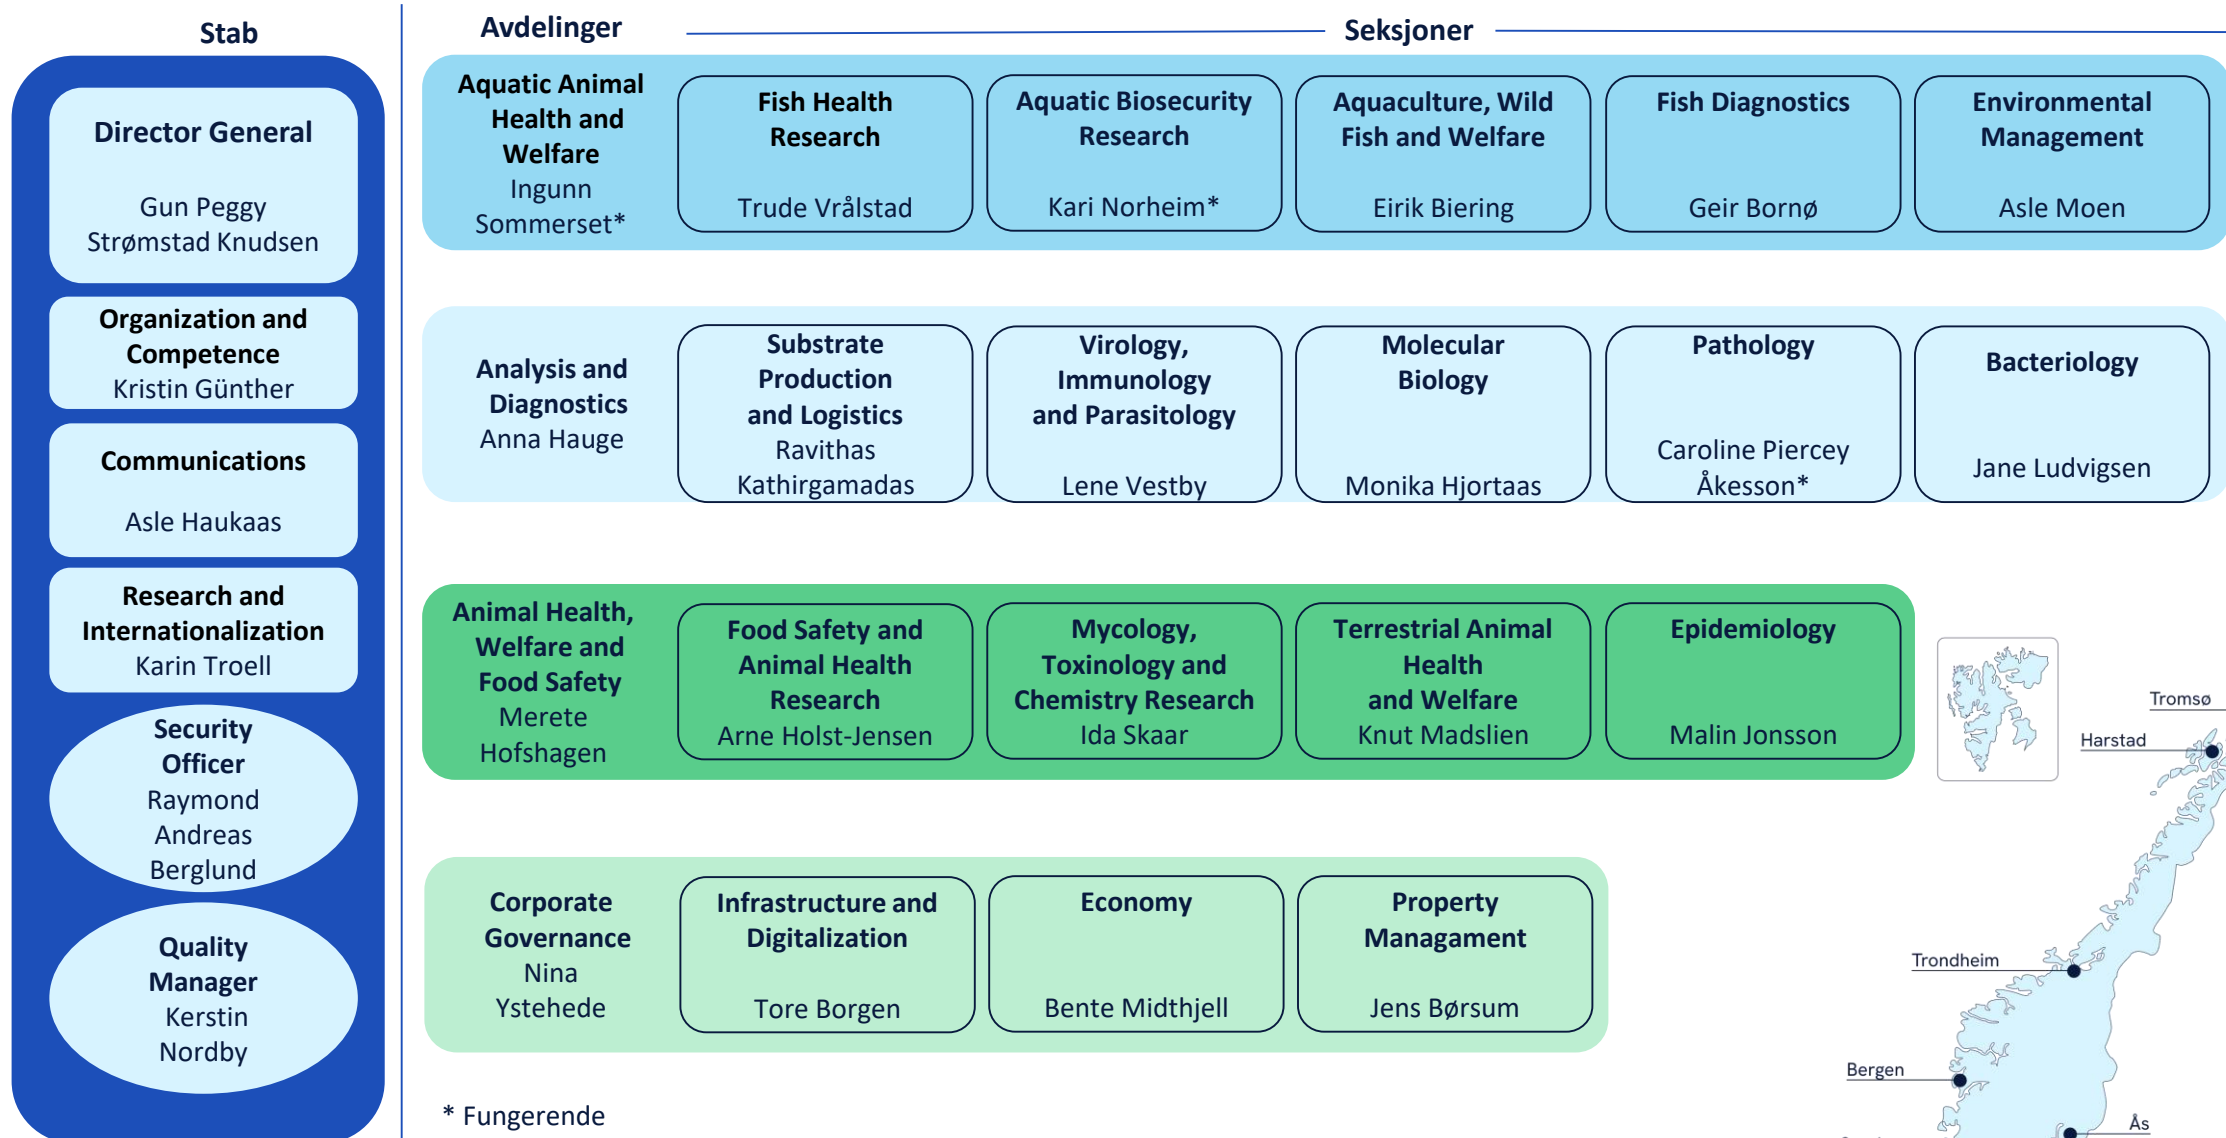 Stab
Director General
Gun Peggy
Strømstad Knudsen
Organization and
Competence
Kristin Günther
Communications
Asle Haukaas
Research and
Internationalization
Karin Troell
Security
Officer
Raymond
Andreas
Berglund
Quality
Manager
Kerstin
Nordby
Avdelinger
Seksjoner
Aquatic Animal
Health and
Welfare
Ingunn
Sommerset*
Fish Health
Research
Trude Vrålstad
Aquatic Biosecurity
Research
Kari Norheim*
Aquaculture, Wild
Fish and Welfare
Eirik Biering
Fish Diagnostics
Geir Bornø
Environmental
Management
Asle Moen
Analysis and
Diagnostics
Anna Hauge
Substrate
Production
and Logistics
Ravithas
Kathirgamadas
Virology,
Immunology
and Parasitology
Lene Vestby
Molecular
Biology
Monika Hjortaas
Pathology
Caroline Piercey
Åkesson*
Bacteriology
Jane Ludvigsen
Animal Health,
Welfare and
Food Safety
Merete
Hofshagen
Food Safety and
Animal Health
Research
Arne Holst-Jensen
Mycology,
Toxinology and
Chemistry Research
Ida Skaar
Terrestrial Animal
Health
and Welfare
Knut Madslien
Epidemiology
Malin Jonsson
Corporate
Governance
Nina
Ystehede
Infrastructure and
Digitalization
Tore Borgen
Economy
Bente Midthjell
Property
Managament
Jens Børsum
* Fungerende
Tromsø
Harstad
Trondheim
Bergen
Ås